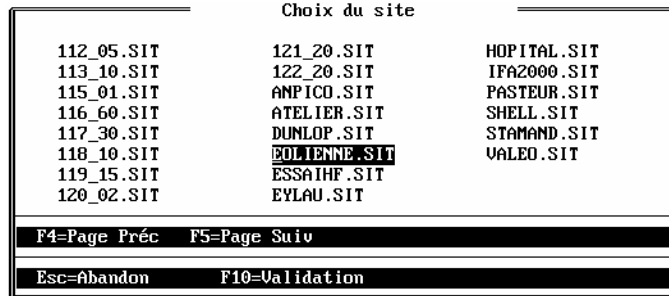 Choix du site
112_05.SIT 121_20.SIT HOPITAL.SIT
113_10.SIT 122_20.SIT IFA2000.SIT
115_01.SIT ANPICO.SIT PASTEUR.SIT
116_60.SIT ATELIER.SIT SHELL.SIT
117_30.SIT DUNLOP.SIT STAMAND.SIT
118_10.SIT EOLIENNE.SIT VALEO.SIT
119_15.SIT ESSAIHF.SIT
120_02.SIT EYLAU.SIT
F4=Page Préc F5=Page Suiv
Esc=Abandon F10=Validation